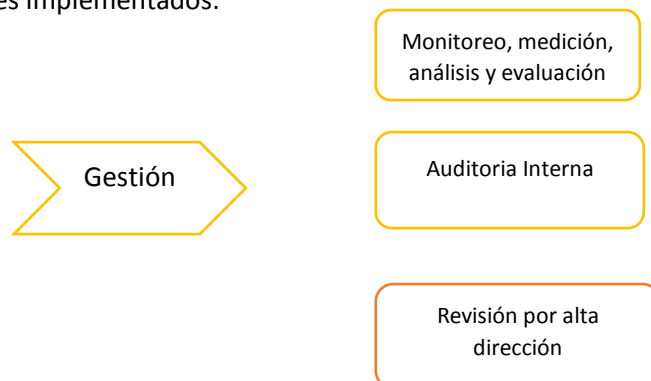 es implementados.
Monitoreo, medición,
análisis y evaluación
Gestión
Auditoria Interna
Revisión por alta
dirección